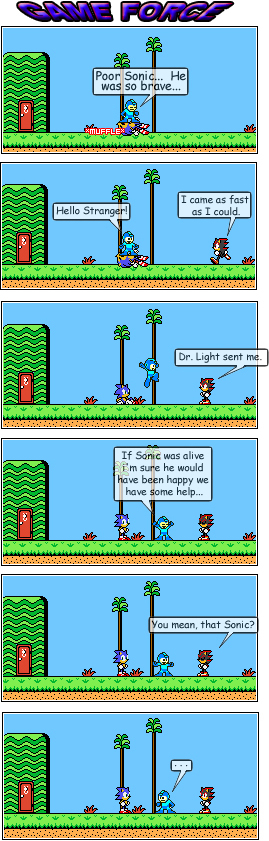 GAME FORCE
Poor Sonic... He
was so brave...
*MUFFLE*
Hello Stranger!
I came as fast
as I could.
Dr. Light sent me.
If Sonic was alive
i'm sure he would
have been happy we
have some help...
You mean, that Sonic?
...